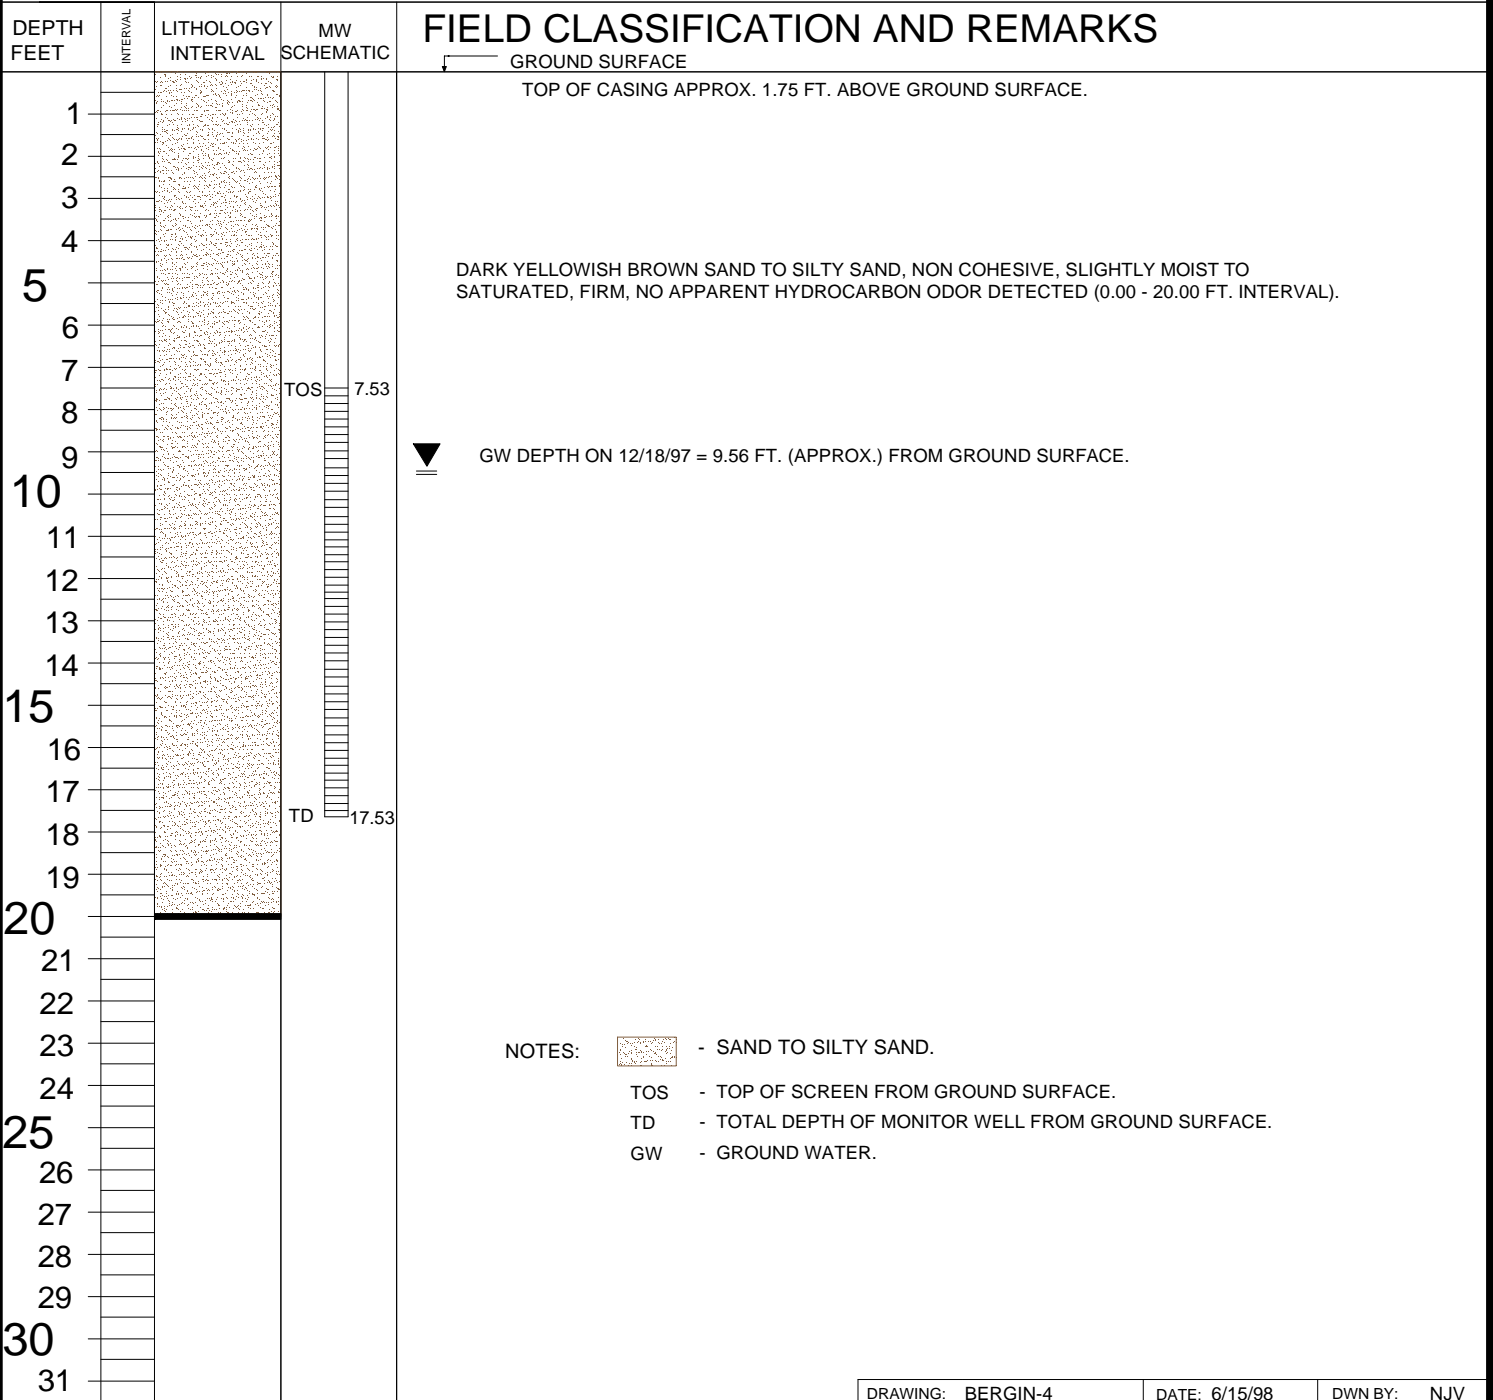 DEPTH
FEET
INTERVAL
LITHOLOGY
INTERVAL
MW
SCHEMATIC
FIELD CLASSIFICATION AND REMARKS
GROUND SURFACE
TOP OF CASING APPROX. 1.75 FT. ABOVE GROUND SURFACE.
1
2
3
4
DARK YELLOWISH BROWN SAND TO SILTY SAND, NON COHESIVE, SLIGHTLY MOIST TO
SATURATED, FIRM, NO APPARENT HYDROCARBON ODOR DETECTED (0.00 - 20.00 FT. INTERVAL).
5
6
7
TOS 7.53
8
9
GW DEPTH ON 12/18/97 = 9.56 FT. (APPROX.) FROM GROUND SURFACE.
10
11
12
13
14
15
16
17
TD 17.53
18
19
20
21
22
23
NOTES: - SAND TO SILTY SAND.
24
TOS - TOP OF SCREEN FROM GROUND SURFACE.
25
TD - TOTAL DEPTH OF MONITOR WELL FROM GROUND SURFACE.
GW - GROUND WATER.
26
27
28
29
30
31
DRAWING: BERGIN-4 DATE: 6/15/98 DWN BY: NJV